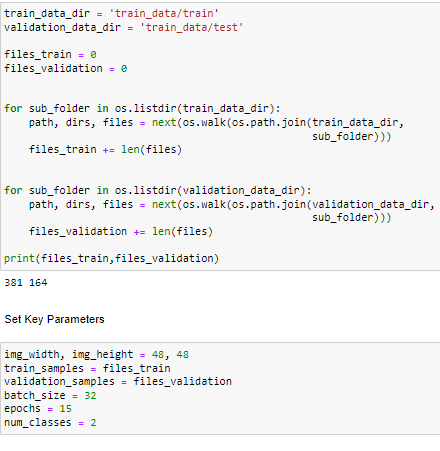 train_data_dir = 'train_data/train'
validation_data_dir = 'train_data/test'
files_train = 0
files_validation = 0
for sub_folder in os.listdir(train_data_dir):
path, dirs, files = next(os.walk(os.path.join(train_data_dir,
sub_folder)))
files_train += len(files)
for sub_folder in os.listdir(validation_data_dir):
path, dirs, files = next(os.walk(os.path.join(validation_data_dir,
sub_folder)))
files_validation += len(files)
print(files_train,files_validation)
381 164
Set Key Parameters
img_width, img_height = 48, 48
train_samples = files_train
validation_samples = files_validation
batch_size = 32
epochs = 15
num_classes = 2